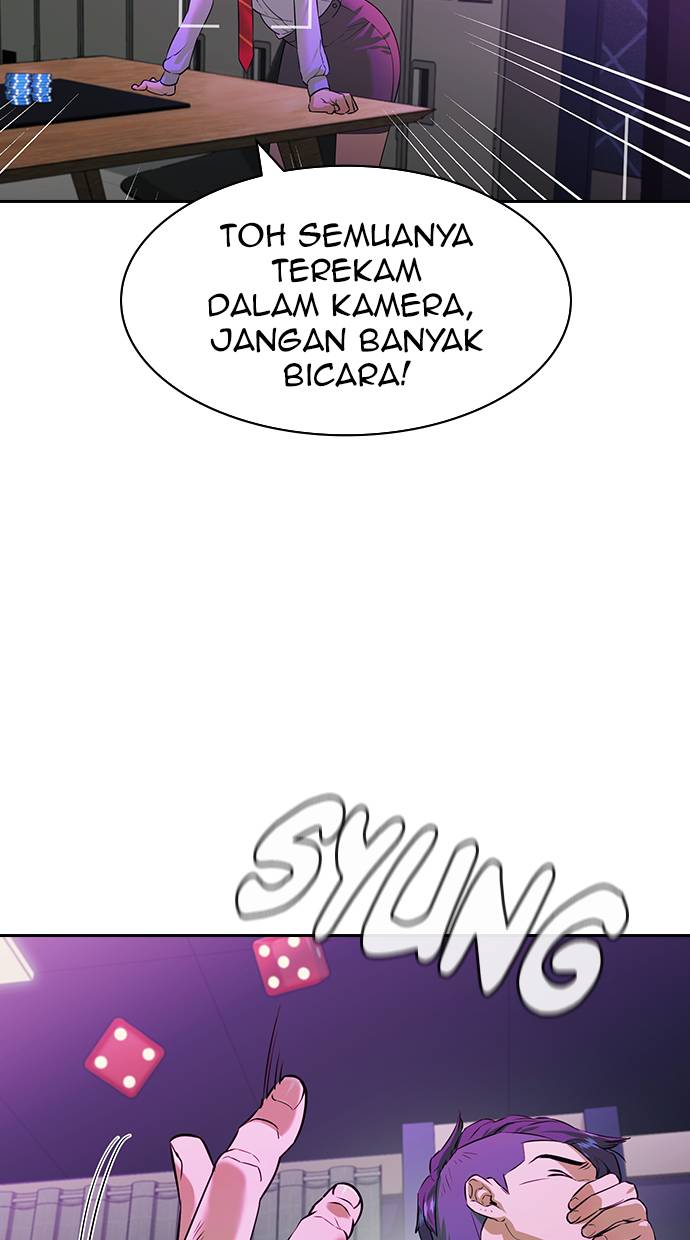 TOH SEMUANYA
TEREKAM
DALAM KAMERA,
JANGAN BANYAK
BICARA!
SYUNG